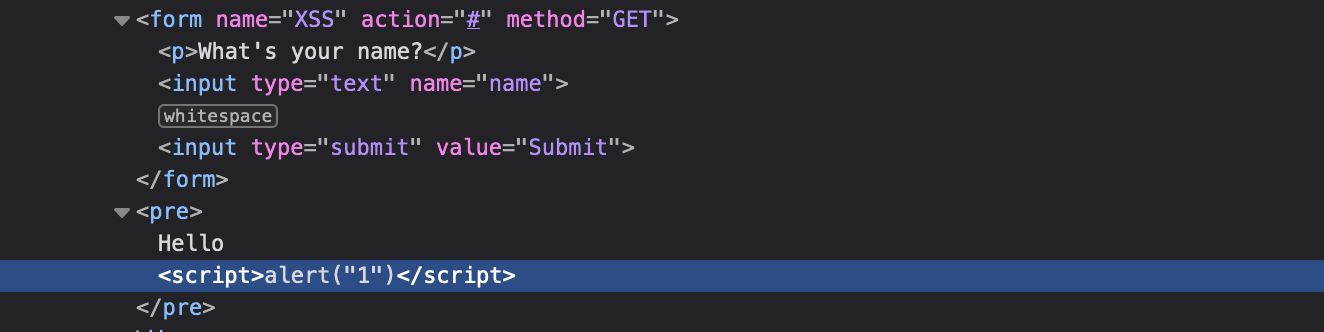 <form name="XSS" action="#" method="GET">
<p>What's your name?</p>
<input type="text" name="name">
whitespace
<input type="submit" value="Submit">
</form>
<pre>
Hello
<script>alert("1")</script>
</pre>